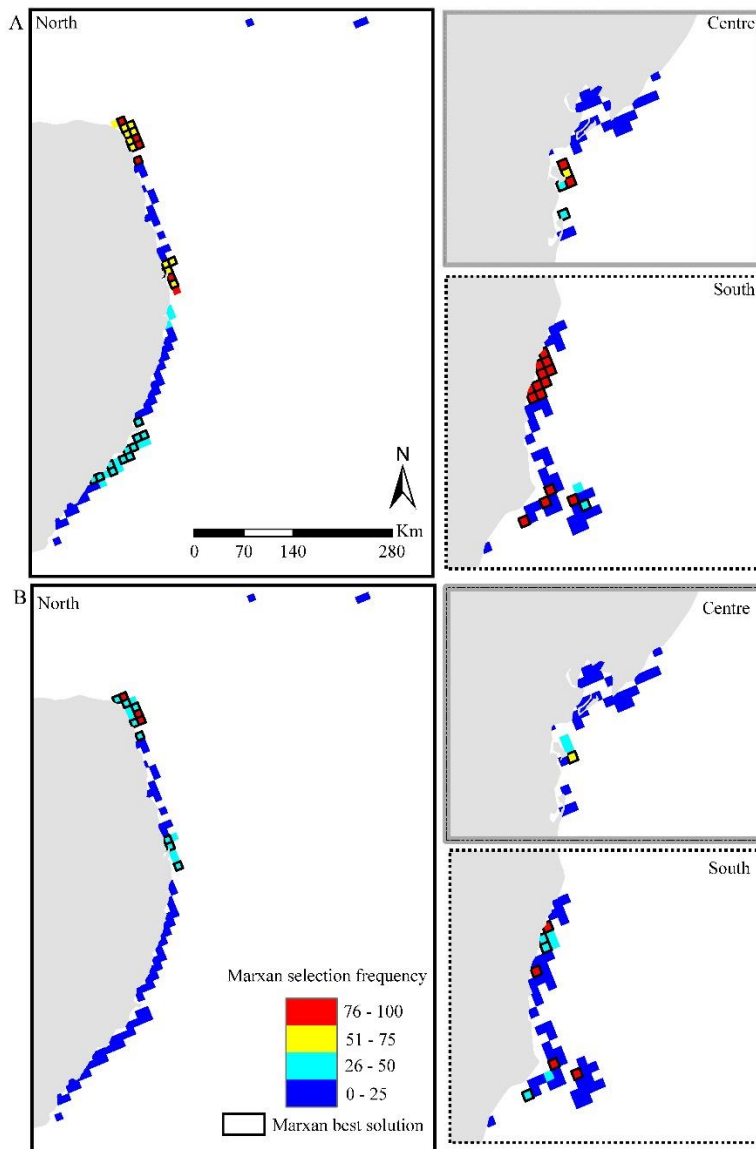 A
North
Centre
South
N
Km
0 70 140 280
B
North
Centre
South
Marxan selection frequency
76 - 100
51 - 75
26 - 50
0 - 25
Marxan best solution